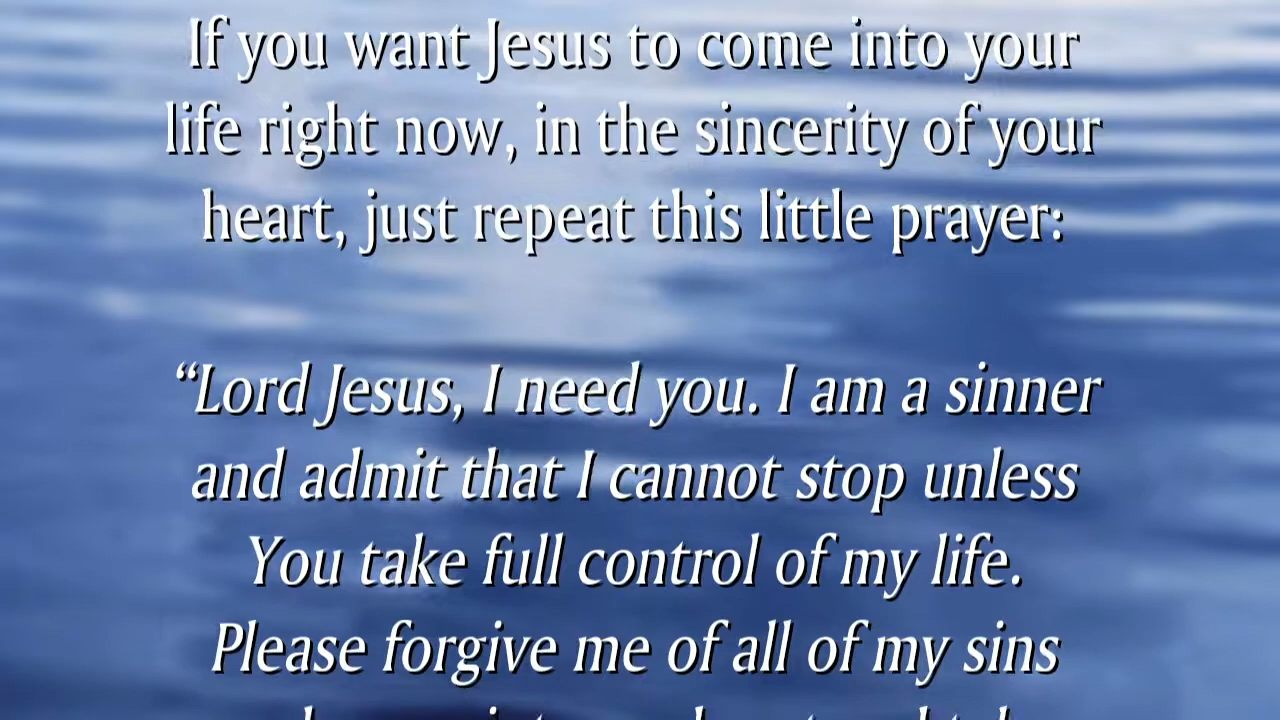 If you want Jesus to come into your
life right now, in the sincerity of your
heart, just repeat this little prayer:
“Lord Jesus, I need you. I am a sinner
and admit that I cannot stop unless
You take full control of my life.
Please forgive me of all of my sins